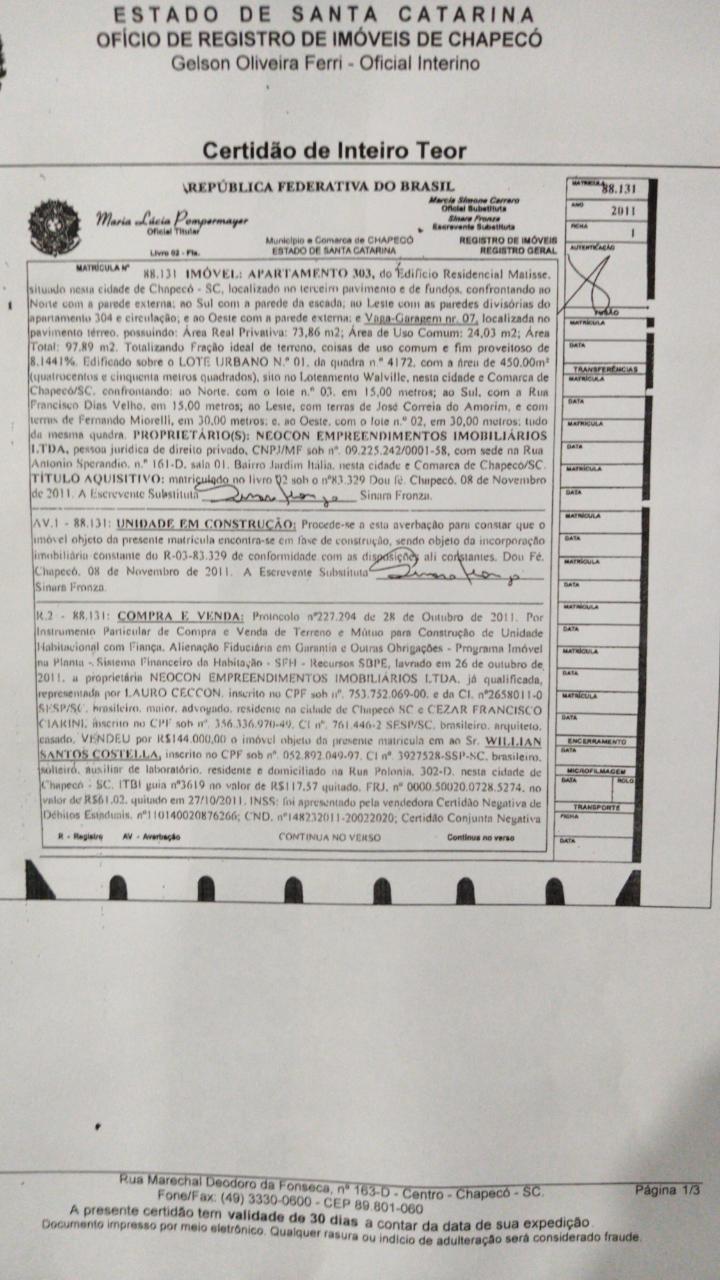 ESTADO DE SANTA CATARINA
OFÍCIO DE REGISTRO DE IMÓVEIS DE CHAPECÓ
Gelson Oliveira Ferri - Oficial Interino
Certidão de Inteiro Teor
REPÚBLICA FEDERATIVA DO BRASIL
Maria Lúcia Pompermayer
Oficial Titular
Marcia Simone Carraro
Oficial Substituta
Sinara Fronza
Escrevente Substituta
Livro 02 - Fls.
Município e Comarca de CHAPECÓ
ESTADO DE SANTA CATARINA
REGISTRO DE IMÓVEIS
REGISTRO GERAL
MATRÍCULA 88.131
ANO 2011
FICHA 1
AUTENTICAÇÃO
MATRÍCULA Nº 88.131 IMÓVEL: APARTAMENTO 303, do Edifício Residencial Matisse,
situado nesta cidade de Chapecó - SC, localizado no terceiro pavimento e de fundos, confrontando ao
Norte com a parede externa; ao Sul com a parede da escada; ao Leste com as paredes divisórias do
apartamento 304 e circulação; e ao Oeste com a parede externa; e Vaga-Garagem nr. 07, localizada no
pavimento térreo, possuindo: Área Real Privativa: 73,86 m2; Área de Uso Comum: 24,03 m2; Área
Total: 97,89 m2. Totalizando Fração ideal de terreno, coisas de uso comum e fim proveitoso de
8.1441%. Edificado sobre o LOTE URBANO N.º 01, da quadra n.º 4172, com a área de 450,00m²
(quatrocentos e cinquenta metros quadrados), sito no Loteamento Walville, nesta cidade e Comarca de
Chapecó/SC, confrontando: ao Norte, com o lote n.º 03, em 15,00 metros; ao Sul, com a Rua
Francisco Dias Velho, em 15,00 metros; ao Leste, com terras de José Correia do Amorim, e com
terras de Fernando Miorelli, em 30,00 metros; e, ao Oeste, com o lote n.º 02, em 30,00 metros; tudo
da mesma quadra. PROPRIETÁRIO(S): NEOCON EMPREENDIMENTOS IMOBILIÁRIOS
LTDA, pessoa jurídica de direito privado, CNPJ/MF sob nº. 09.225.242/0001-58, com sede na Rua
Antonio Sperandio, n.º 161-D, sala 01, Bairro Jardim Itália, nesta cidade e Comarca de Chapecó/SC.
TÍTULO AQUISITIVO: matriculado no livro 02 sob o nº83.329 Dou fé. Chapecó, 08 de Novembro
de 2011. A Escrevente Substituta Sinara Fronza.
AV.1 - 88.131: UNIDADE EM CONSTRUÇÃO: Procede-se a esta averbação para constar que o
imóvel objeto da presente matrícula encontra-se em fase de construção, sendo objeto da incorporação
imobiliária constante do R-03-83.329 de conformidade com as disposições ali constantes. Dou Fé.
Chapecó, 08 de Novembro de 2011. A Escrevente Substituta
Sinara Fronza.
R.2 - 88.131: COMPRA E VENDA: Protocolo nº227.294 de 28 de Outubro de 2011. Por
Instrumento Particular de Compra e Venda de Terreno e Mútuo para Construção de Unidade
Habitacional com Fiança, Alienação Fiduciária em Garantia e Outras Obrigações - Programa Imóvel
na Planta - Sistema Financeiro da Habitação - SFH - Recursos SBPE, lavrado em 26 de outubro de
2011, a proprietária NEOCON EMPREENDIMENTOS IMOBILIÁRIOS LTDA, já qualificada,
representada por LAURO CECCON, inscrito no CPF sob nº. 753.752.069-00, e da CI. nº2658011-0
SESP/SC, brasileiro, maior, advogado, residente na cidade de Chapecó SC e CEZAR FRANCISCO
CIARINI, inscrito no CPF sob nº. 356.336.970-49, CI nº 761.446-2 SESP/SC, brasileiro, arquiteto,
casado, VENDEU por R$144.000,00 o imóvel objeto da presente matrícula em ao Sr. WILLIAN
SANTOS COSTELLA, inscrito no CPF sob nº. 052.892.049-97, CI nº 3927528-SSP-SC, brasileiro,
solteiro, auxiliar de laboratório, residente e domiciliado na Rua Polonia, 302-D, nesta cidade de
Chapecó - SC. ITBI guia nº3619 no valor de R$117,57 quitado. FRJ. nº 0000.50020.0728.5274, no
valor de R$61,02, quitado em 27/10/2011. INSS: foi apresentado pela vendedora Certidão Negativa de
Débitos Estaduais, nº110140020876266; CND, nº148232011-20022020; Certidão Conjunta Negativa
R - Registro AV - Averbação CONTINUA NO VERSO Continua no verso
FUSÃO
MATRÍCULA
DATA
TRANSFERÊNCIAS
MATRÍCULA
DATA
MATRÍCULA
DATA
MATRÍCULA
DATA
MATRÍCULA
DATA
MATRÍCULA
DATA
MATRÍCULA
DATA
MATRÍCULA
DATA
MATRÍCULA
DATA
ENCERRAMENTO
DATA
MICROFILMAGEM
DATA ROLO
TRANSPORTE
FICHA
DATA
Rua Marechal Deodoro da Fonseca, nº 163-D - Centro - Chapecó - SC.
Página 1/3
Fone/Fax: (49) 3330-0600 - CEP 89.801-060
A presente certidão tem validade de 30 dias a contar da data de sua expedição.
Documento impresso por meio eletrônico. Qualquer rasura ou indício de adulteração será considerado fraude.